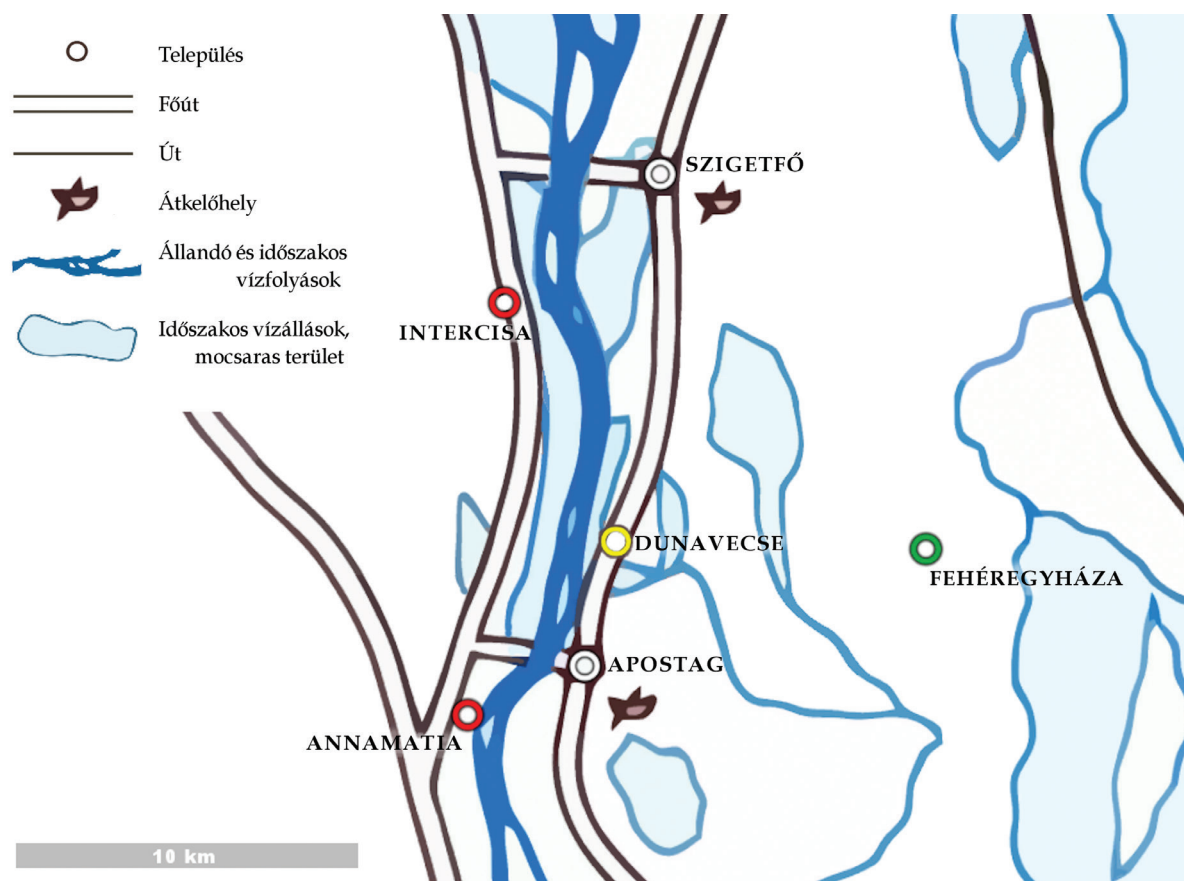 Település
Főút
Út
Átkelőhely
Állandó és időszakos
vízfolyások
Időszakos vízállások,
mocsaras terület
SZIGETFŐ
INTERCISA
DUNAVECSE
FEHÉREGYHÁZA
APOSTAG
ANNAMATIA
10 km